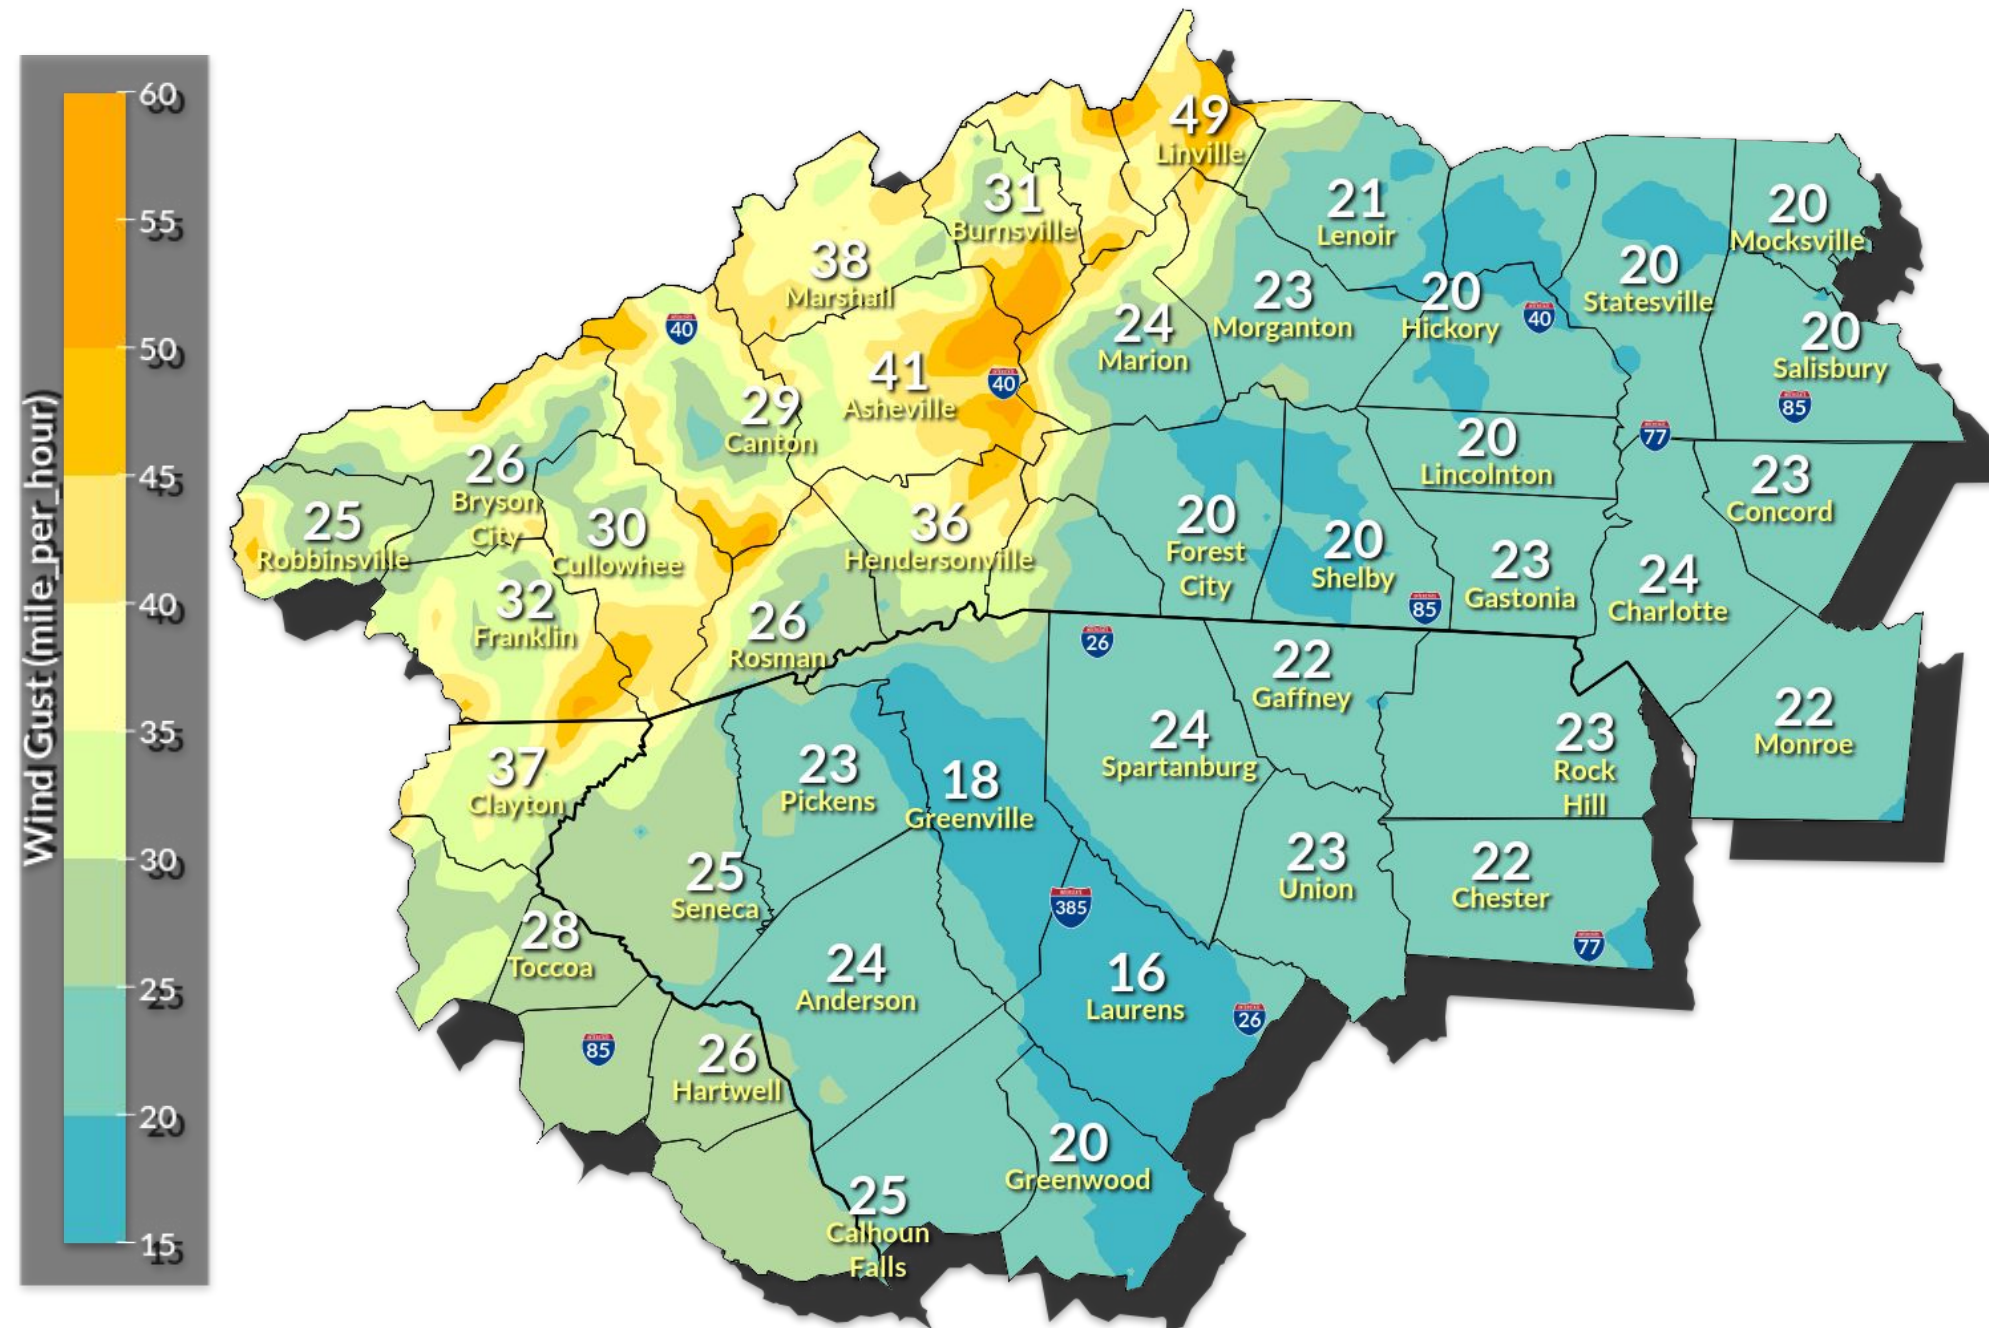 Wind Gust (mile_per_hour)
60
55
50
45
40
35
30
25
20
15
49
Linville
31
Burnsville
38
Marshall
21
Lenoir
20
Mocksville
40
23
Morganton
20
Hickory
40
20
Statesville
24
Marion
20
Salisbury
85
41
Asheville
40
29
Canton
77
26
Bryson
City
20
Lincolnton
23
Concord
25
Robbinsville
30
Cullowhee
36
Hendersonville
20
Forest
City
20
Shelby
85
23
Gastonia
24
Charlotte
32
Franklin
26
Rosman
26
22
Gaffney
37
Clayton
23
Pickens
18
Greenville
24
Spartanburg
23
Rock
Hill
22
Monroe
25
Seneca
385
23
Union
22
Chester
77
28
Toccoa
24
Anderson
16
Laurens
26
85
26
Hartwell
20
Greenwood
25
Calhoun
Falls